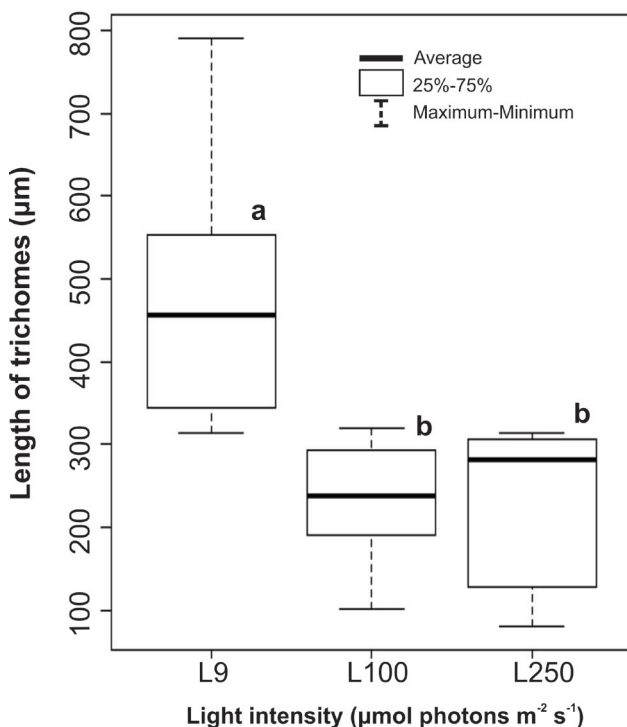 800
700
600
500
400
300
200
100
Length of trichomes (µm)
Average
25%-75%
Maximum-Minimum
a
b
b
L9
L100
L250
Light intensity (µmol photons m⁻² s⁻¹)